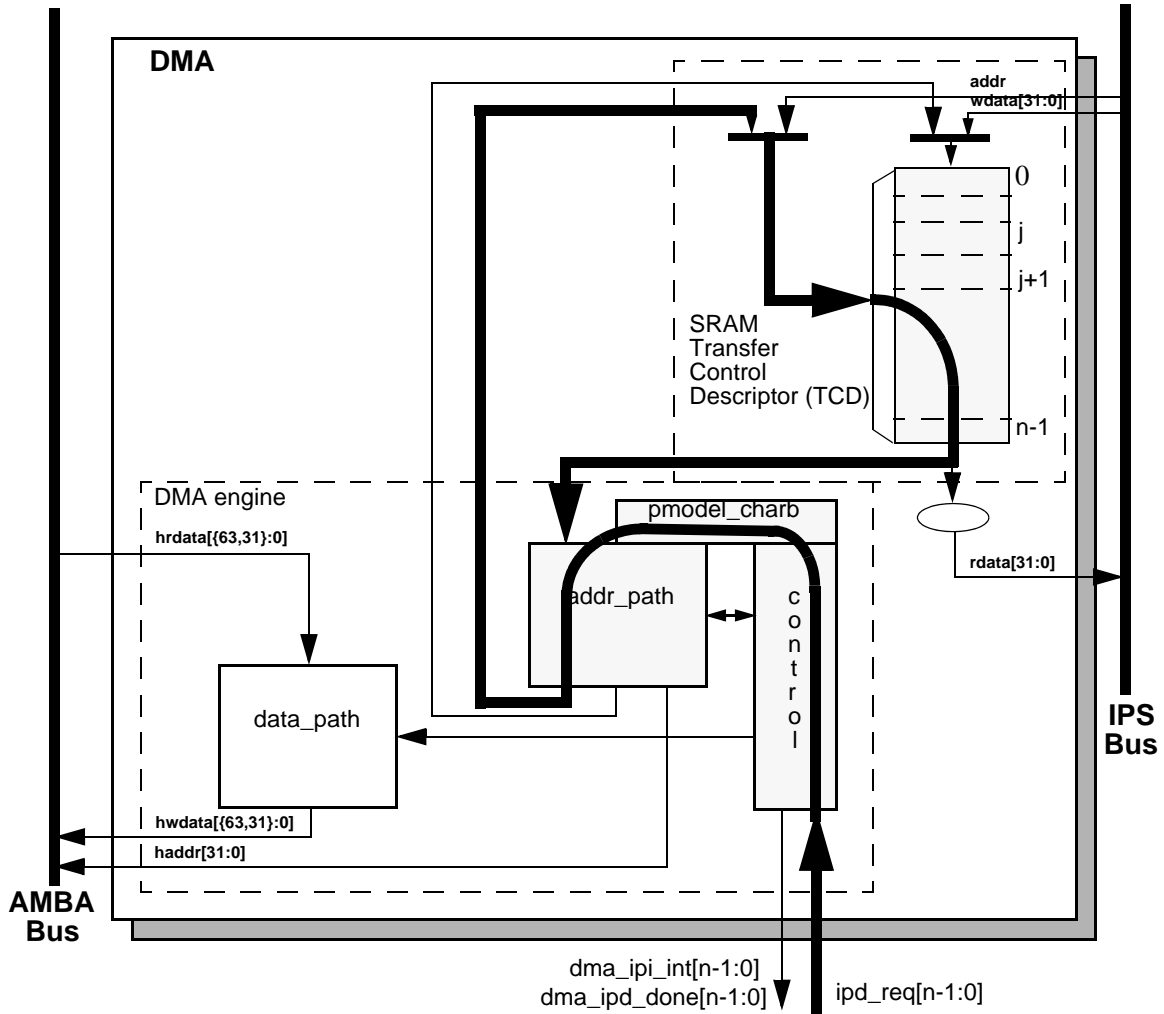 DMA
addr
wdata[31:0]
0
j
j+1
SRAM
Transfer
Control
Descriptor (TCD)
n-1
DMA engine
pmodel_charb
hrdata[{63,31}:0]
rdata[31:0]
addr_path
control
data_path
IPS
Bus
hwdata[{63,31}:0]
haddr[31:0]
AMBA
Bus
dma_ipi_int[n-1:0]
dma_ipd_done[n-1:0]
ipd_req[n-1:0]